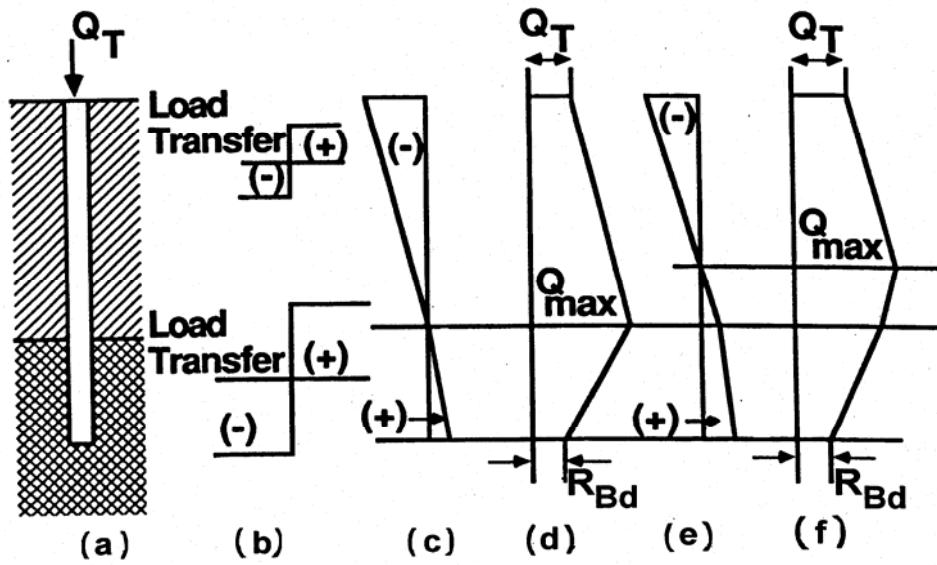 Q_T
Load
Transfer
(+)
(-)
Load
Transfer
(+)
(-)
(-)
(+)
Q_T
Q_max
R_Bd
(-)
(+)
Q_T
Q_max
R_Bd
(a)
(b)
(c)
(d)
(e)
(f)